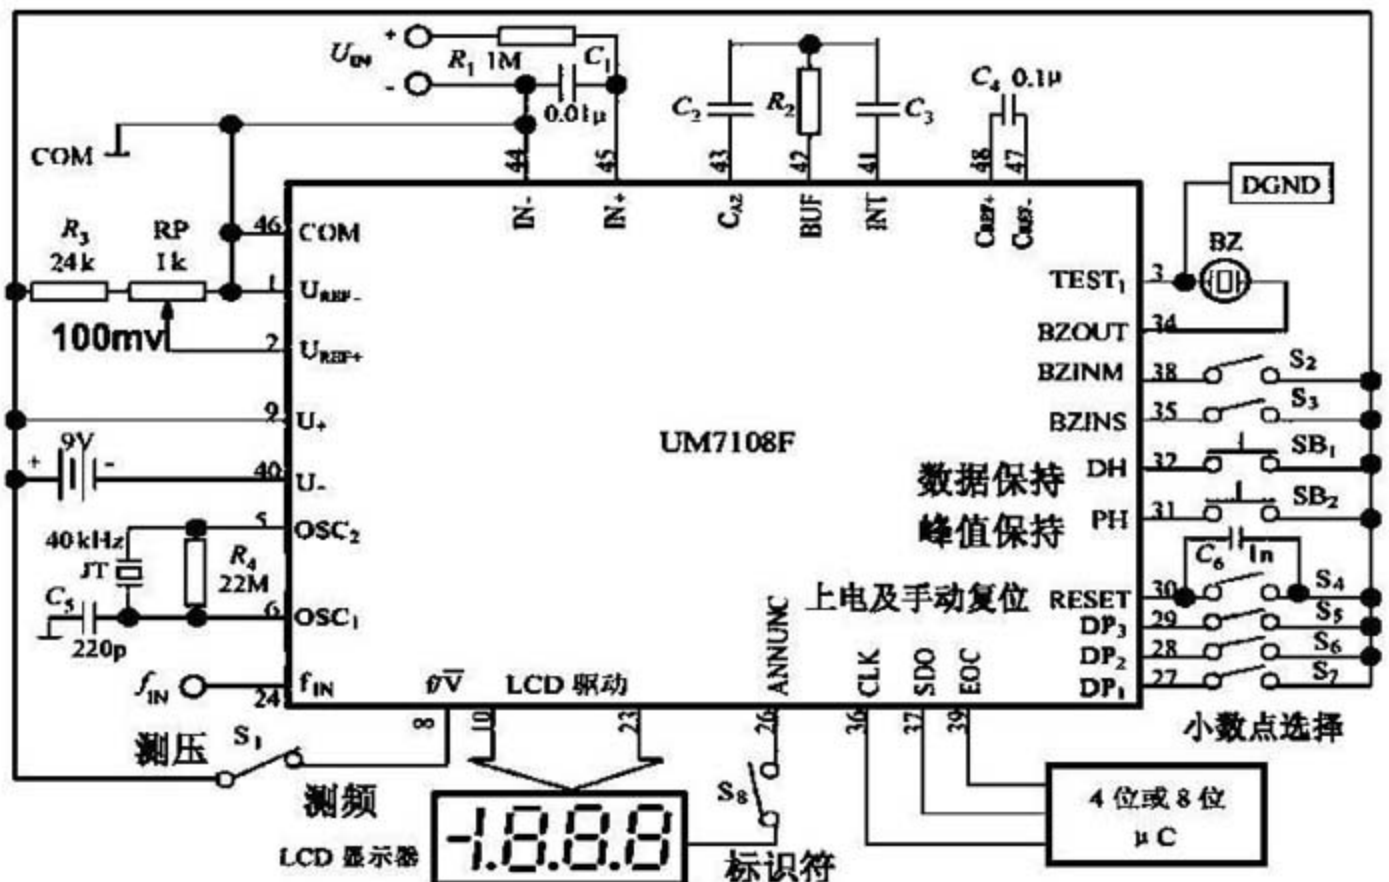 +
U_IN
-
R₁ 1M
C₁
0.01μ
C₂
R₂
C₃
C₄ 0.1μ
COM
44
45
43
42
41
48
47
DGND
IN-
IN+
C_AZ
BUF
INT
C_REF+
C_REF-
R₃
24k
RP
1k
46
COM
1
U_REF-
100mv
2
U_REF+
9
U₊
9V
+
-
40
U₋
40 kHz
JT
5
OSC₂
R₄
22M
C₅
220p
6
OSC₁
f_IN
24
f_IN
UM7108F
BZ
TEST₁
3
BZOUT
34
BZINM
38
S₂
BZINS
35
S₃
数据保持
DH
32
SB₁
峰值保持
PH
31
SB₂
C₆
1n
上电及手动复位
RESET
30
S₄
DP₃
29
S₅
DP₂
28
S₆
DP₁
27
S₇
小数点选择
f/V̅
LCD 驱动
ANNUNC
CLK
SDO
EOC
8
10
23
26
36
37
39
测压
S₁
测频
S₈
LCD 显示器
-1.8.8.8
标识符
4 位或 8 位
μC